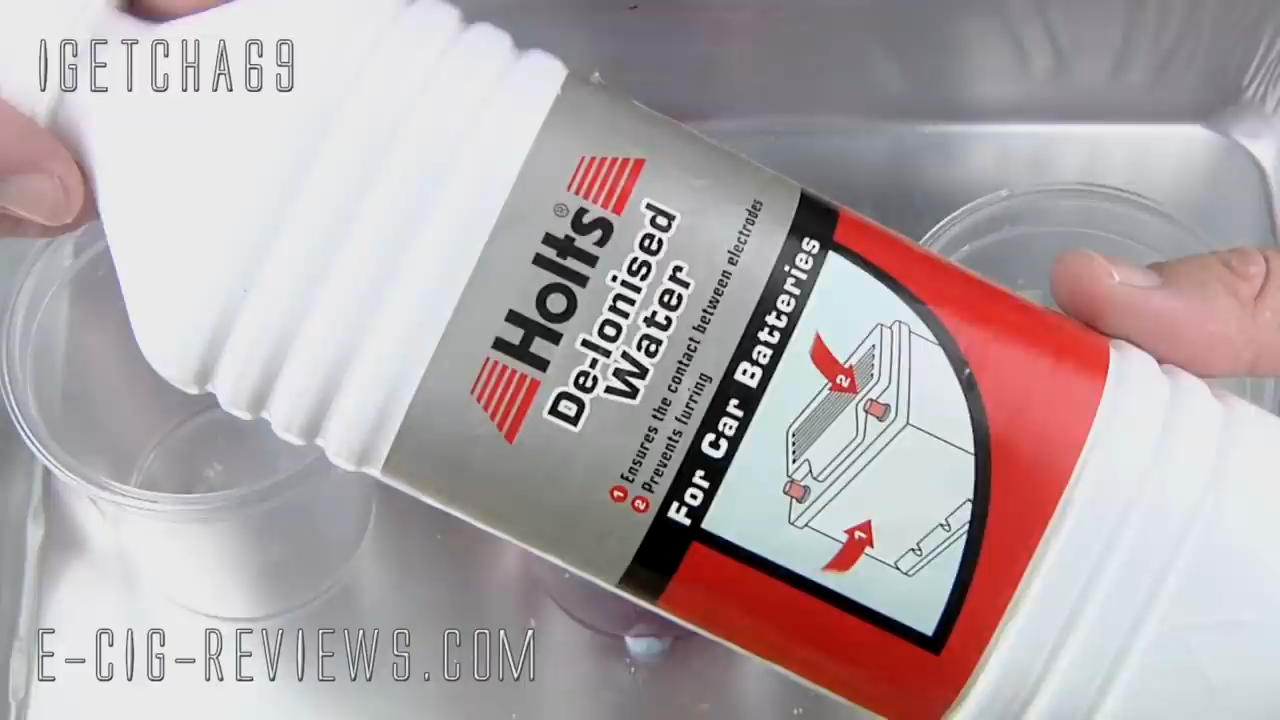 IGETCHA69
Holts®
De-Ionised
Water
1 Ensures the contact between electrodes
2 Prevents furring
For Car Batteries
2
1
E-CIG-REVIEWS.COM